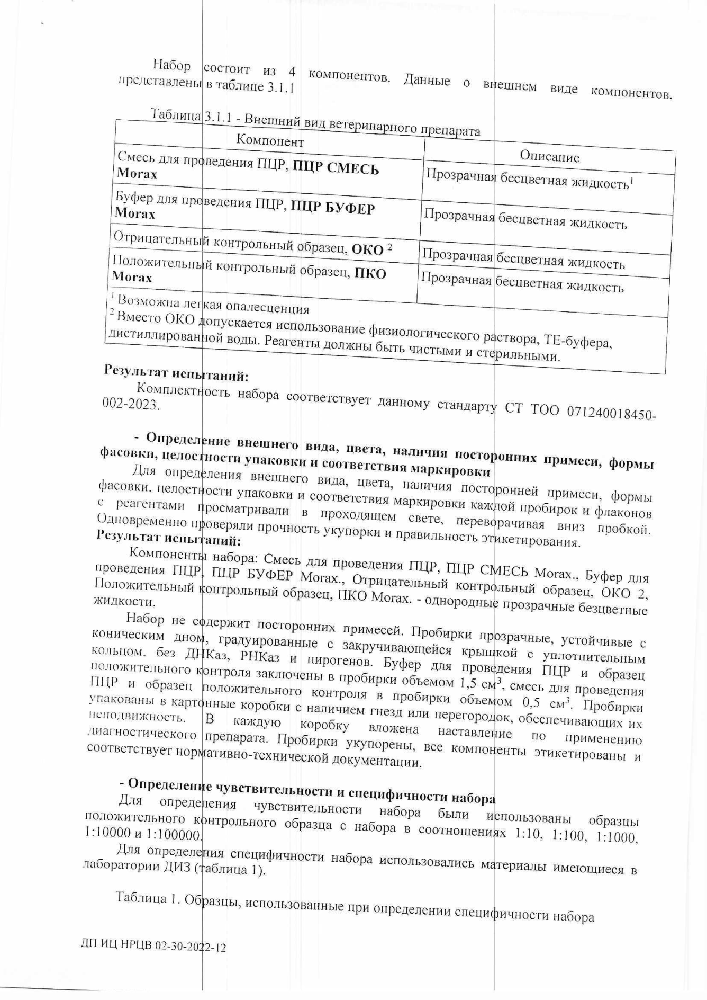 Набор состоит из 4 компонентов. Данные о внешнем виде компонентов,
представлены в таблице 3.1.1
Таблица 3.1.1 - Внешний вид ветеринарного препарата
Компонент
Описание
Смесь для проведения ПЦР, ПЦР СМЕСЬ
Morax
Прозрачная бесцветная жидкость¹
Буфер для проведения ПЦР, ПЦР БУФЕР
Morax
Прозрачная бесцветная жидкость
Отрицательный контрольный образец, ОКО ²
Прозрачная бесцветная жидкость
Положительный контрольный образец, ПКО
Morax
Прозрачная бесцветная жидкость
¹ Возможна легкая опалесценция
² Вместо ОКО допускается использование физиологического раствора, ТЕ-буфера,
дистиллированной воды. Реагенты должны быть чистыми и стерильными.
Результат испытаний:
Комплектность набора соответствует данному стандарту СТ ТОО 071240018450-
002-2023.
- Определение внешнего вида, цвета, наличия посторонних примеси, формы
фасовки, целостности упаковки и соответствия маркировки
Для определения внешнего вида, цвета, наличия посторонней примеси, формы
фасовки, целостности упаковки и соответствия маркировки каждой пробирок и флаконов
с реагентами просматривали в проходящем свете, переворачивая вниз пробкой.
Одновременно проверяли прочность укупорки и правильность этикетирования.
Результат испытаний:
Компоненты набора: Смесь для проведения ПЦР, ПЦР СМЕСЬ Morax., Буфер для
проведения ПЦР, ПЦР БУФЕР Morax., Отрицательный контрольный образец, ОКО 2,
Положительный контрольный образец, ПКО Morax. - однородные прозрачные безцветные
жидкости.
Набор не содержит посторонних примесей. Пробирки прозрачные, устойчивые с
коническим дном, градуированные с закручивающейся крышкой с уплотнительным
кольцом, без ДНКаз, РНКаз и пирогенов. Буфер для проведения ПЦР и образец
положительного контроля заключены в пробирки объемом 1,5 см³, смесь для проведения
ПЦР и образец положительного контроля в пробирки объемом 0,5 см³. Пробирки
упакованы в картонные коробки с наличием гнезд или перегородок, обеспечивающих их
неподвижность. В каждую коробку вложена наставление по применению
диагностического препарата. Пробирки укупорены, все компоненты этикетированы и
соответствует нормативно-технической документации.
- Определение чувствительности и специфичности набора
Для определения чувствительности набора были использованы образцы
положительного контрольного образца с набора в соотношениях 1:10, 1:100, 1:1000,
1:10000 и 1:100000.
Для определения специфичности набора использовались материалы имеющиеся в
лаборатории ДИЗ (таблица 1).
Таблица 1. Образцы, использованные при определении специфичности набора
ДП ИЦ НРЦВ 02-30-2022-12